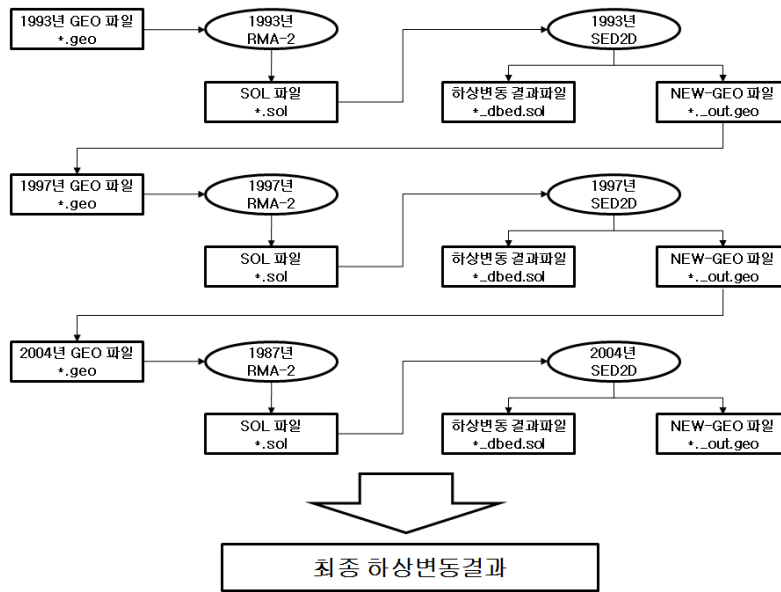 1993년 GEO 파일
*.geo
1993년
RMA-2
1993년
SED2D
SOL 파일
*.sol
하상변동 결과파일
*_dbed.sol
NEW-GEO 파일
*._out.geo
1997년 GEO 파일
*.geo
1997년
RMA-2
1997년
SED2D
SOL 파일
*.sol
하상변동 결과파일
*_dbed.sol
NEW-GEO 파일
*._out.geo
2004년 GEO 파일
*.geo
1987년
RMA-2
2004년
SED2D
SOL 파일
*.sol
하상변동 결과파일
*_dbed.sol
NEW-GEO 파일
*._out.geo
최종 하상변동결과